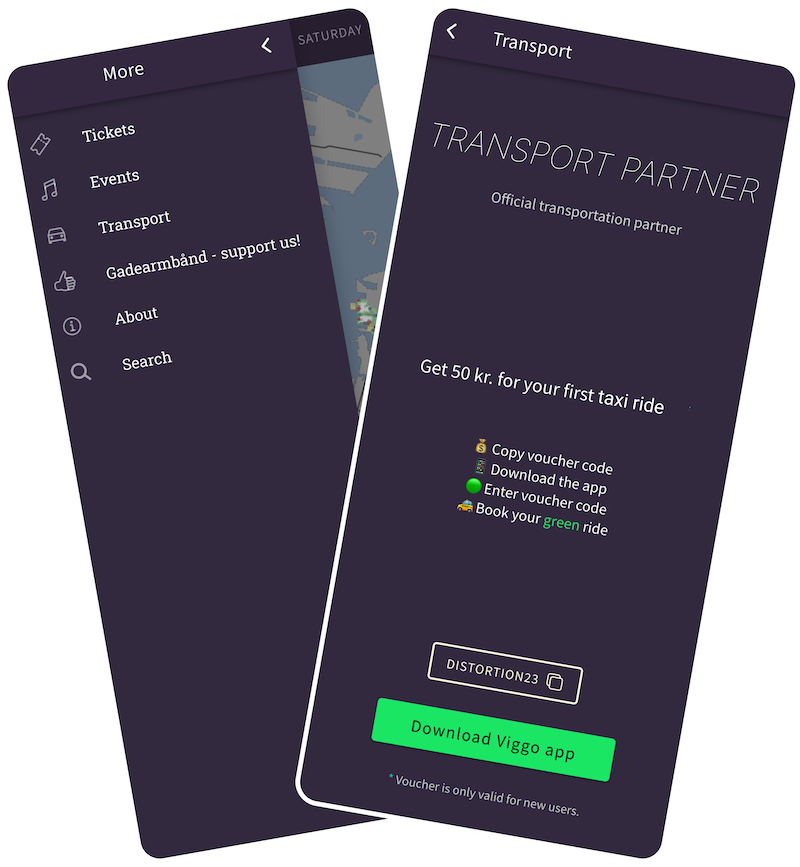 More
SATURDAY
Tickets
Events
Transport
Gadearmbånd - support us!
About
Search
Transport
TRANSPORT PARTNER
Official transportation partner
Get 50 kr. for your first taxi ride
💰 Copy voucher code
📱 Download the app
🟢 Enter voucher code
🚕 Book your green ride
DISTORTION23
Download Viggo app
* Voucher is only valid for new users.